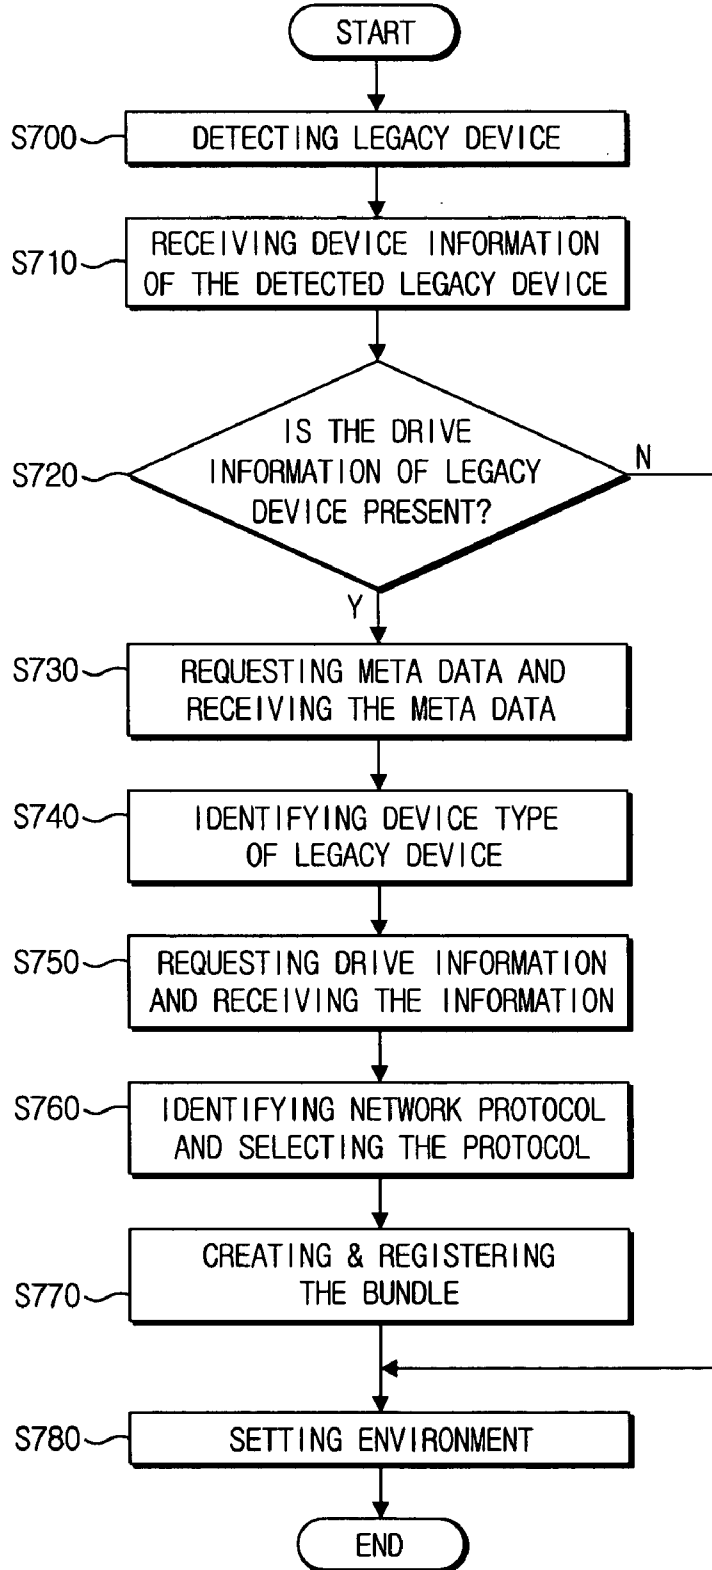 START
S700
DETECTING LEGACY DEVICE
S710
RECEIVING DEVICE INFORMATION
OF THE DETECTED LEGACY DEVICE
S720
IS THE DRIVE
INFORMATION OF LEGACY
DEVICE PRESENT?
N
Y
S730
REQUESTING META DATA AND
RECEIVING THE META DATA
S740
IDENTIFYING DEVICE TYPE
OF LEGACY DEVICE
S750
REQUESTING DRIVE INFORMATION
AND RECEIVING THE INFORMATION
S760
IDENTIFYING NETWORK PROTOCOL
AND SELECTING THE PROTOCOL
S770
CREATING & REGISTERING
THE BUNDLE
S780
SETTING ENVIRONMENT
END